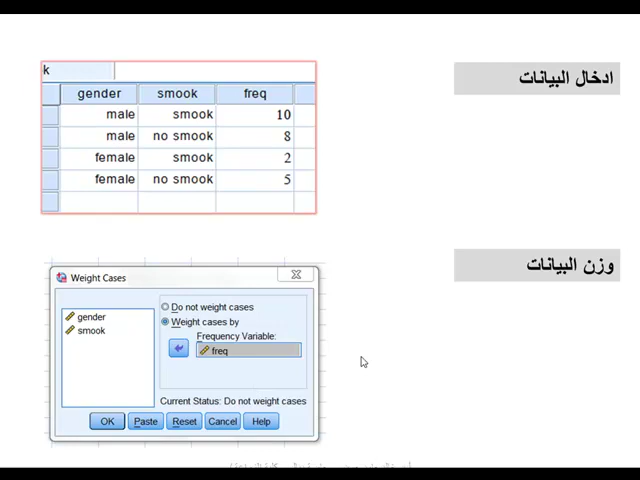 ادخال البيانات
k
gender smook freq
male smook 10
male no smook 8
female smook 2
female no smook 5
وزن البيانات
Weight Cases
gender
smook
Do not weight cases
Weight cases by
Frequency Variable:
freq
Current Status: Do not weight cases
OK Paste Reset Cancel Help